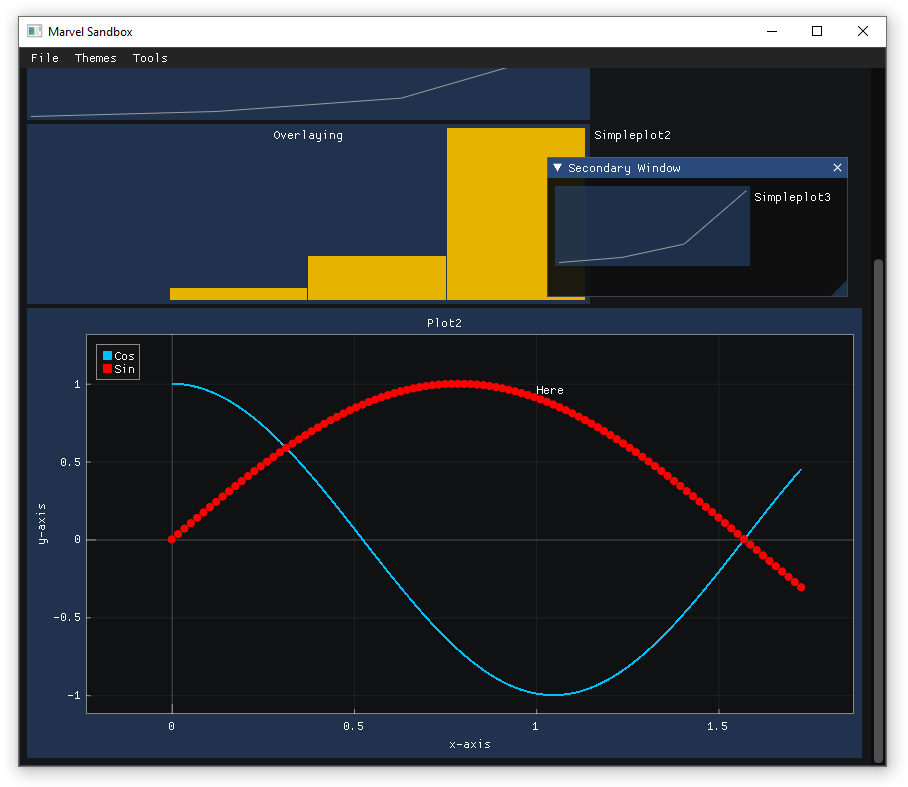 Marvel Sandbox
File Themes Tools
Overlaying
Simpleplot2
Secondary Window
Simpleplot3
Plot2
Cos
Sin
Here
1
0.5
0
-0.5
-1
y-axis
0 0.5 1 1.5
x-axis